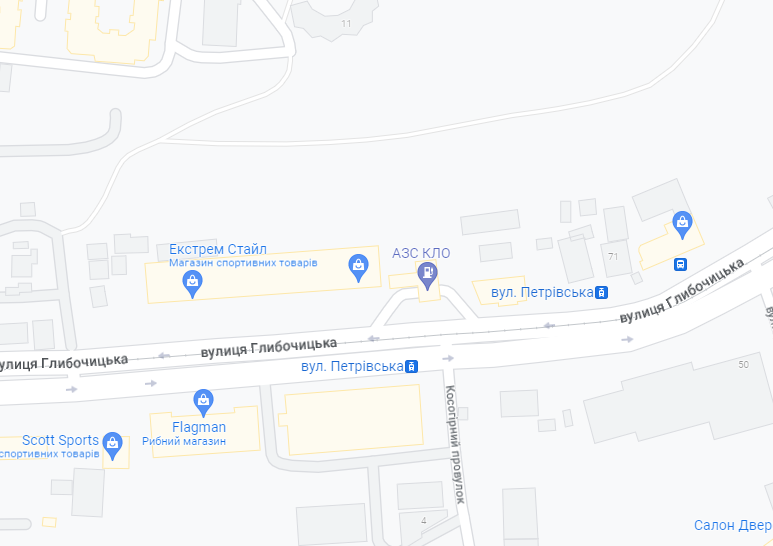 11
Екстрем Стайл
Магазин спортивних товарів
АЗС КЛО
71
вул. Петрівська
вулиця Глибочицька
вулиця Глибочицька
улиця Глибочицька
вул. Петрівська
50
Косогірний провулок
Flagman
Рибний магазин
Scott Sports
спортивних товарів
4
Салон Двер